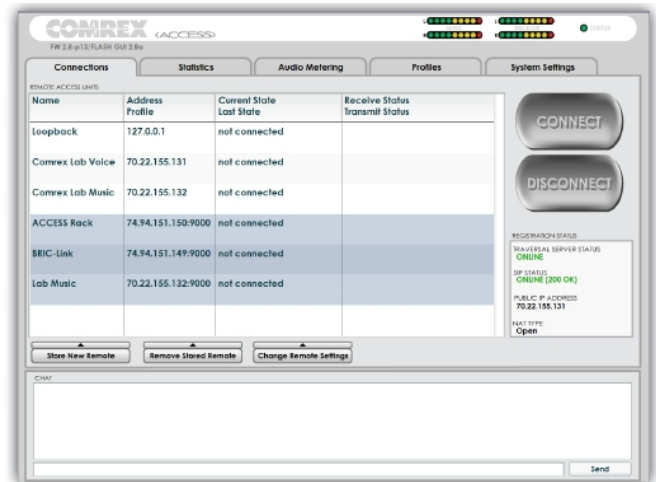 COMREX (ACCESS)
FW 2.8-p13/FLASH GUI 2.8a
STATUS
Connections Statistics Audio Metering Profiles System Settings
REMOTE ACCESS UNITS
Name Address Current State Receive Status
Profile Last State Transmit Status
Loopback 127.0.0.1 not connected
Comrex Lab Voice 70.22.155.131 not connected
Comrex Lab Music 70.22.155.132 not connected
ACCESS Rack 74.94.151.150:9000 not connected
BRIC-Link 74.94.151.149:9000 not connected
Lab Music 70.22.155.132:9000 not connected
CONNECT
DISCONNECT
REGISTRATION STATUS
TRAVERSAL SERVER STATUS
ONLINE
SIP STATUS
ONLINE (200 OK)
PUBLIC IP ADDRESS
70.22.155.131
NAT TYPE
Open
Store New Remote Remove Stored Remote Change Remote Settings
CHAT
Send